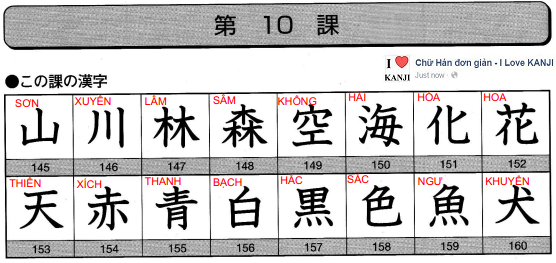 第 10 課
I ❤ KANJI
Chữ Hán đơn giản - I Love KANJI
Just now
●この課の漢字
SƠN XUYÊN LÂM SÂM KHÔNG HẢI HÓA HOA
山 川 林 森 空 海 化 花
145 146 147 148 149 150 151 152
THIÊN XÍCH THANH BẠCH HẮC SẮC NGƯ KHUYỂN
天 赤 青 白 黒 色 魚 犬
153 154 155 156 157 158 159 160